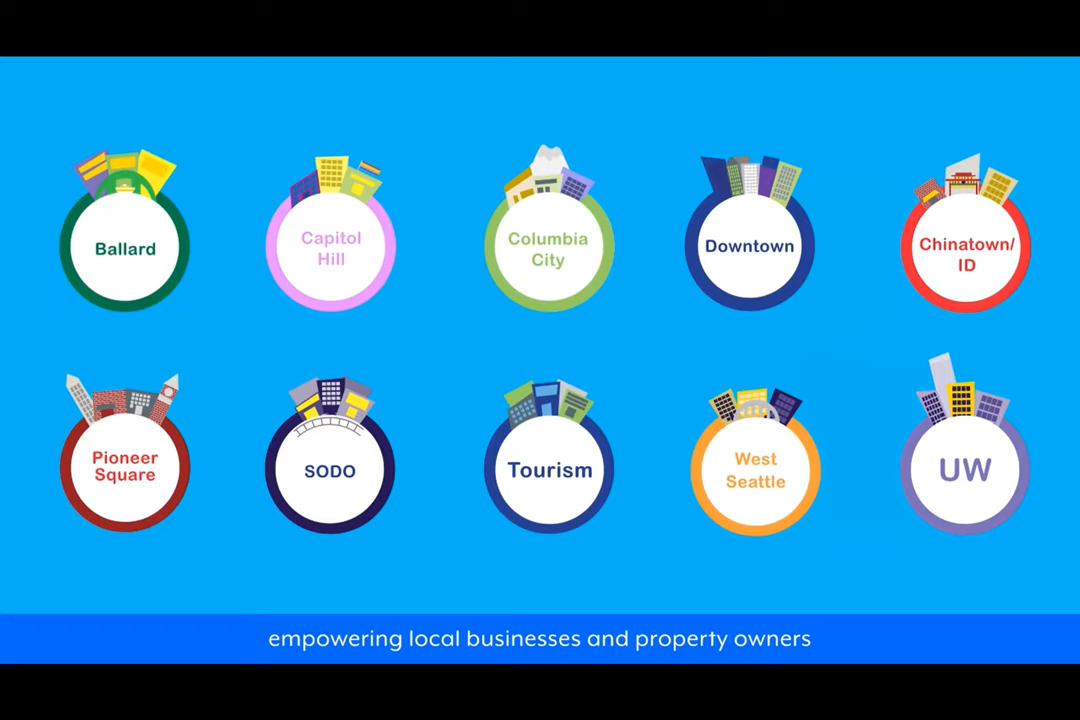 Ballard
Capitol
Hill
Columbia
City
Downtown
Chinatown/
ID
Pioneer
Square
SODO
Tourism
West
Seattle
UW
empowering local businesses and property owners